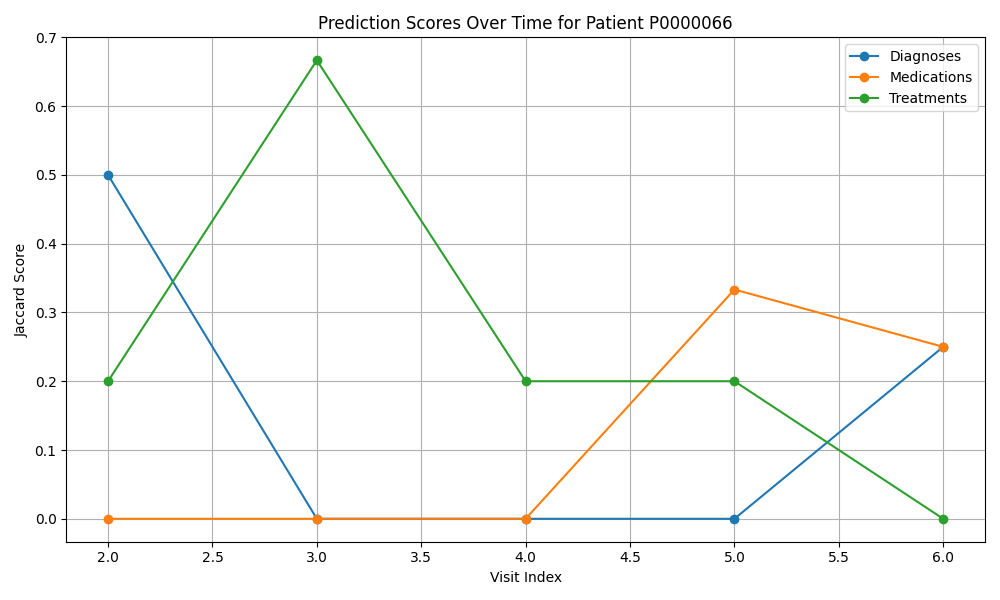 Prediction Scores Over Time for Patient P0000066
Diagnoses
Medications
Treatments
Jaccard Score
0.7
0.6
0.5
0.4
0.3
0.2
0.1
0.0
2.0 2.5 3.0 3.5 4.0 4.5 5.0 5.5 6.0
Visit Index